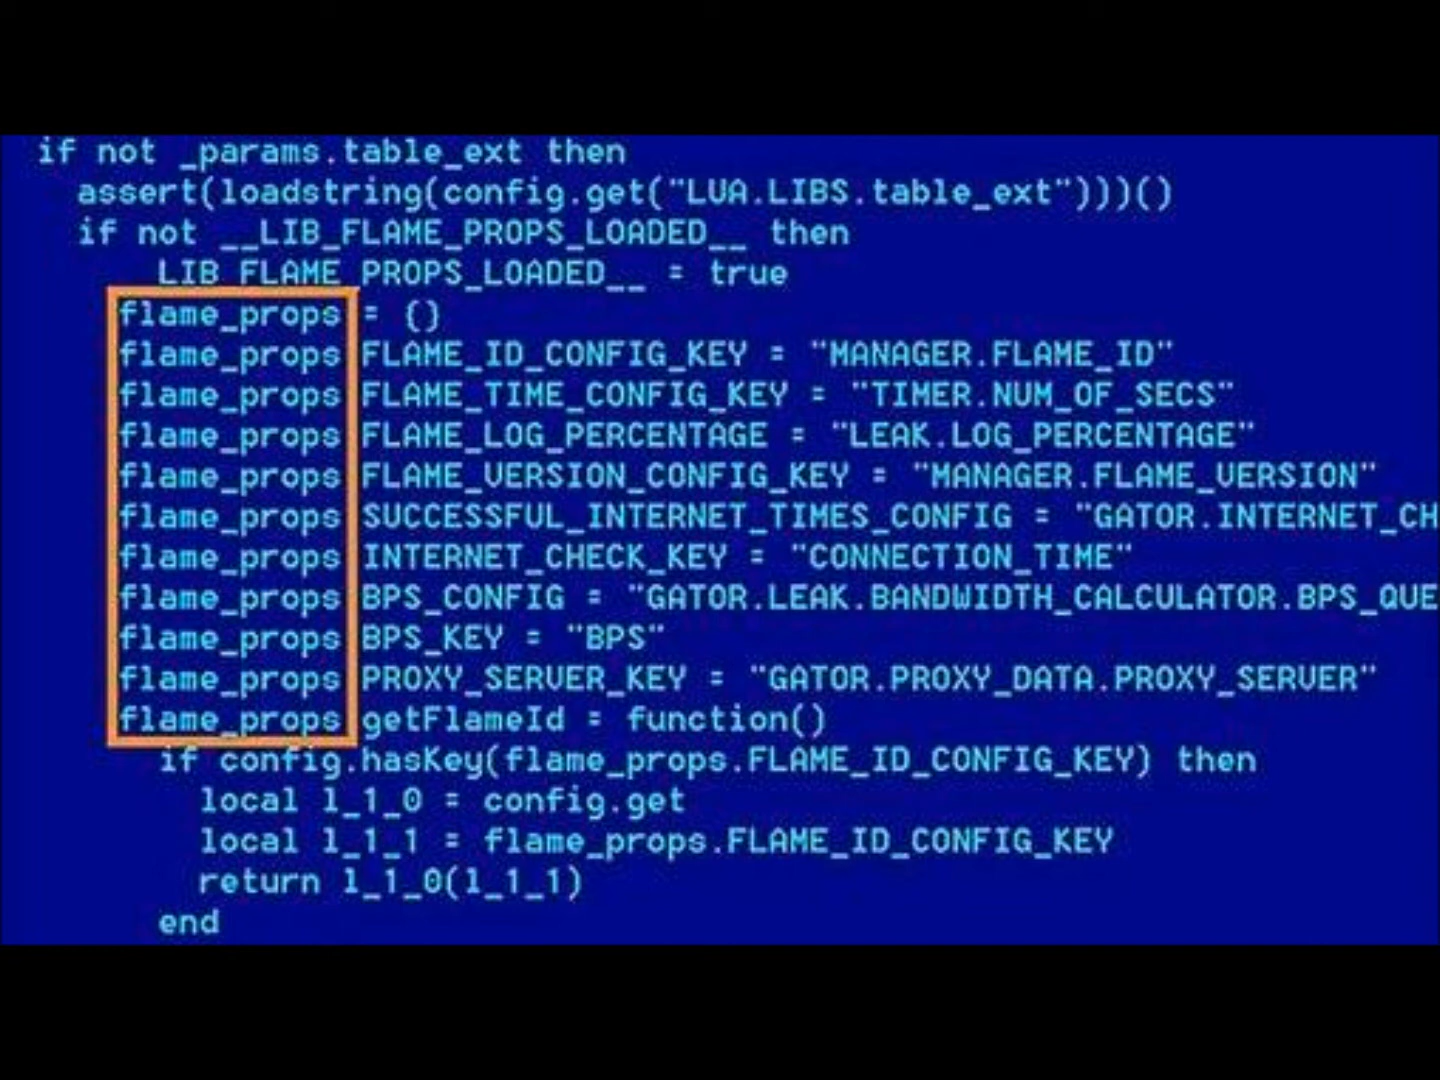 if not _params.table_ext then
assert(loadstring(config.get("LUA.LIBS.table_ext")))()
if not __LIB_FLAME_PROPS_LOADED__ then
LIB FLAME PROPS_LOADED__ = true
flame_props = {}
flame_props FLAME_ID_CONFIG_KEY = "MANAGER.FLAME_ID"
flame_props FLAME_TIME_CONFIG_KEY = "TIMER.NUM_OF_SECS"
flame_props FLAME_LOG_PERCENTAGE = "LEAK.LOG_PERCENTAGE"
flame_props FLAME_VERSION_CONFIG_KEY = "MANAGER.FLAME_VERSION"
flame_props SUCCESSFUL_INTERNET_TIMES_CONFIG = "GATOR.INTERNET_CH
flame_props INTERNET_CHECK_KEY = "CONNECTION_TIME"
flame_props BPS_CONFIG = "GATOR.LEAK.BANDWIDTH_CALCULATOR.BPS_QUE
flame_props BPS_KEY = "BPS"
flame_props PROXY_SERVER_KEY = "GATOR.PROXY_DATA.PROXY_SERVER"
flame_props getFlameId = function()
if config.hasKey(flame_props.FLAME_ID_CONFIG_KEY) then
local l_1_0 = config.get
local l_1_1 = flame_props.FLAME_ID_CONFIG_KEY
return l_1_0(l_1_1)
end